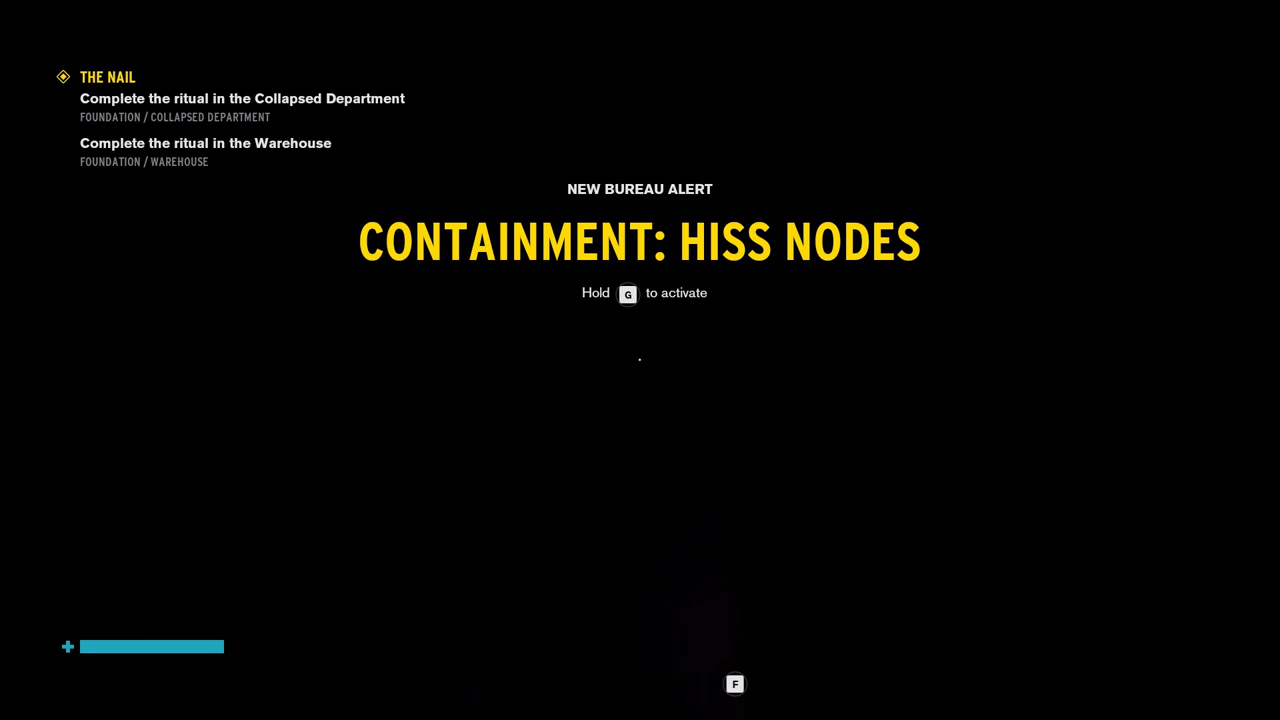 THE NAIL
Complete the ritual in the Collapsed Department
FOUNDATION / COLLAPSED DEPARTMENT
Complete the ritual in the Warehouse
FOUNDATION / WAREHOUSE
NEW BUREAU ALERT
CONTAINMENT: HISS NODES
Hold G to activate
F